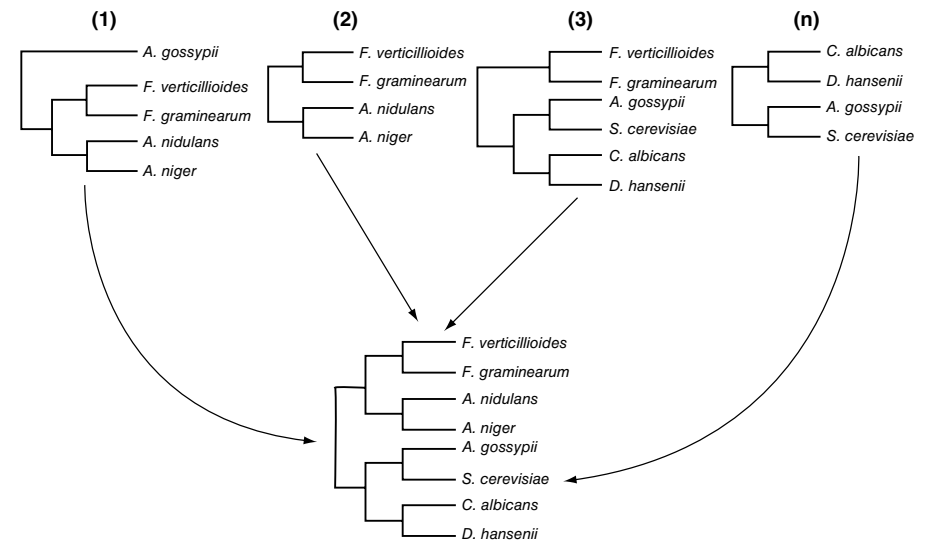 (1)
A. gossypii
F. verticillioides
F. graminearum
A. nidulans
A. niger
(2)
F. verticillioides
F. graminearum
A. nidulans
A. niger
(3)
F. verticillioides
F. graminearum
A. gossypii
S. cerevisiae
C. albicans
D. hansenii
(n)
C. albicans
D. hansenii
A. gossypii
S. cerevisiae
F. verticillioides
F. graminearum
A. nidulans
A. niger
A. gossypii
S. cerevisiae
C. albicans
D. hansenii